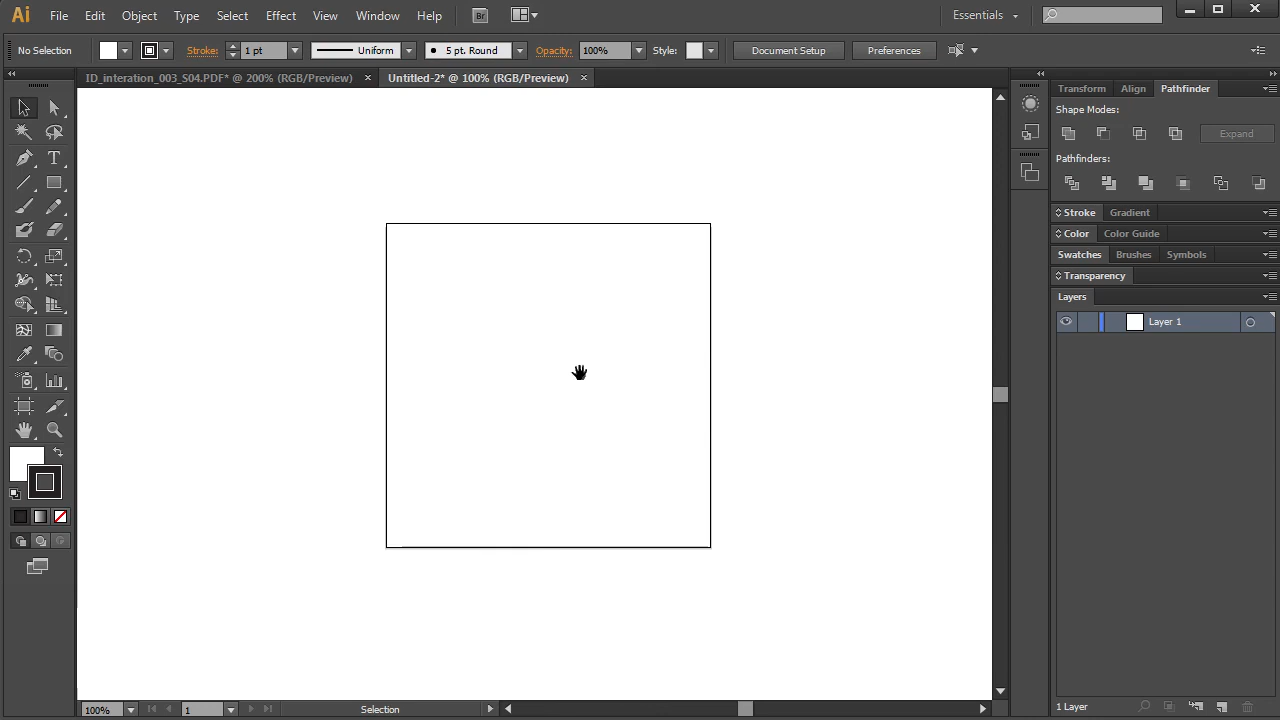 Ai File Edit Object Type Select Effect View Window Help Br Essentials
No Selection Stroke: 1 pt Uniform 5 pt. Round Opacity: 100% Style: Document Setup Preferences
ID_interation_003_S04.PDF* @ 200% (RGB/Preview) × Untitled-2* @ 100% (RGB/Preview) ×
Transform Align Pathfinder
Shape Modes:
Expand
Pathfinders:
Stroke Gradient
Color Color Guide
Swatches Brushes Symbols
Transparency
Layers
Layer 1
1 Layer
100% 1 Selection